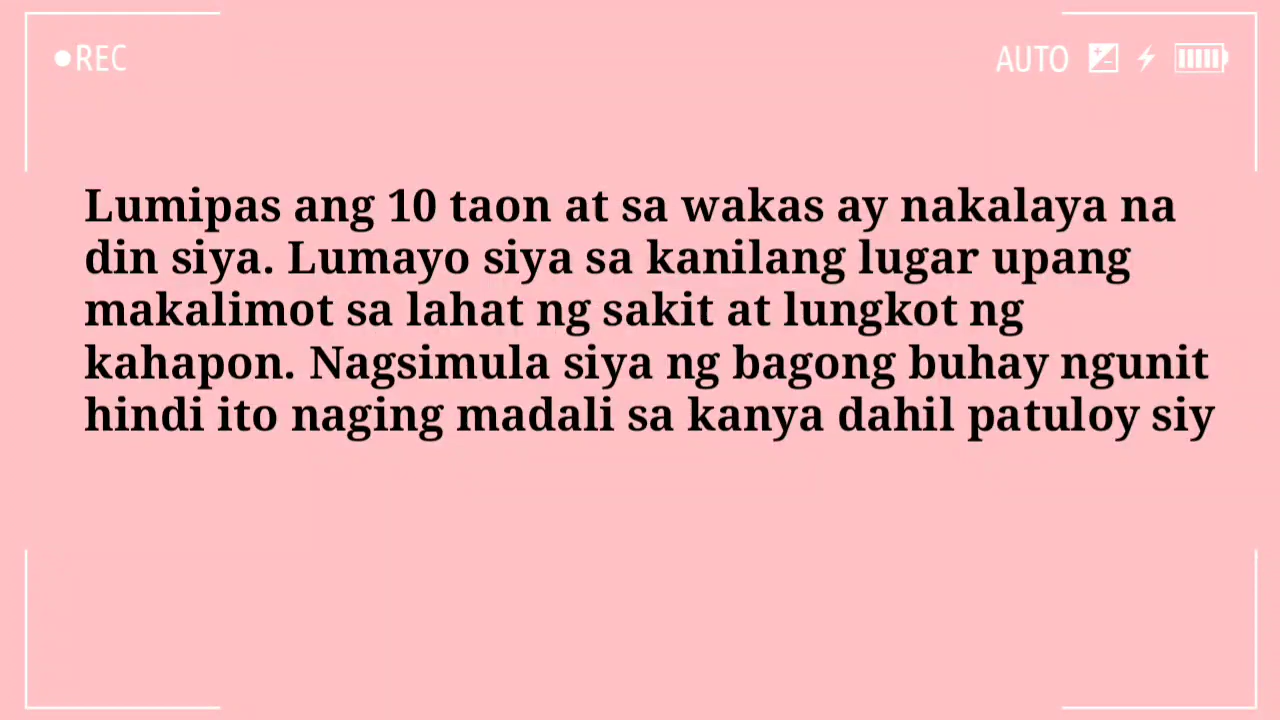 ●REC
AUTO
Lumipas ang 10 taon at sa wakas ay nakalaya na
din siya. Lumayo siya sa kanilang lugar upang
makalimot sa lahat ng sakit at lungkot ng
kahapon. Nagsimula siya ng bagong buhay ngunit
hindi ito naging madali sa kanya dahil patuloy siy